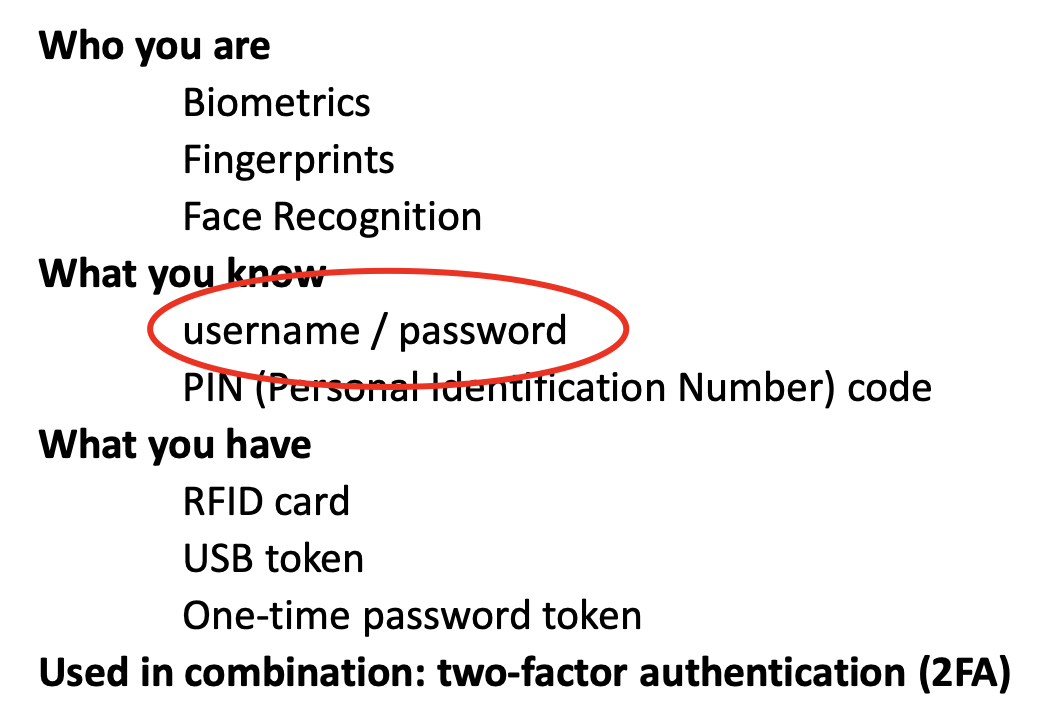 Who you are
Biometrics
Fingerprints
Face Recognition
What you know
username / password
PIN (Personal Identification Number) code
What you have
RFID card
USB token
One-time password token
Used in combination: two-factor authentication (2FA)